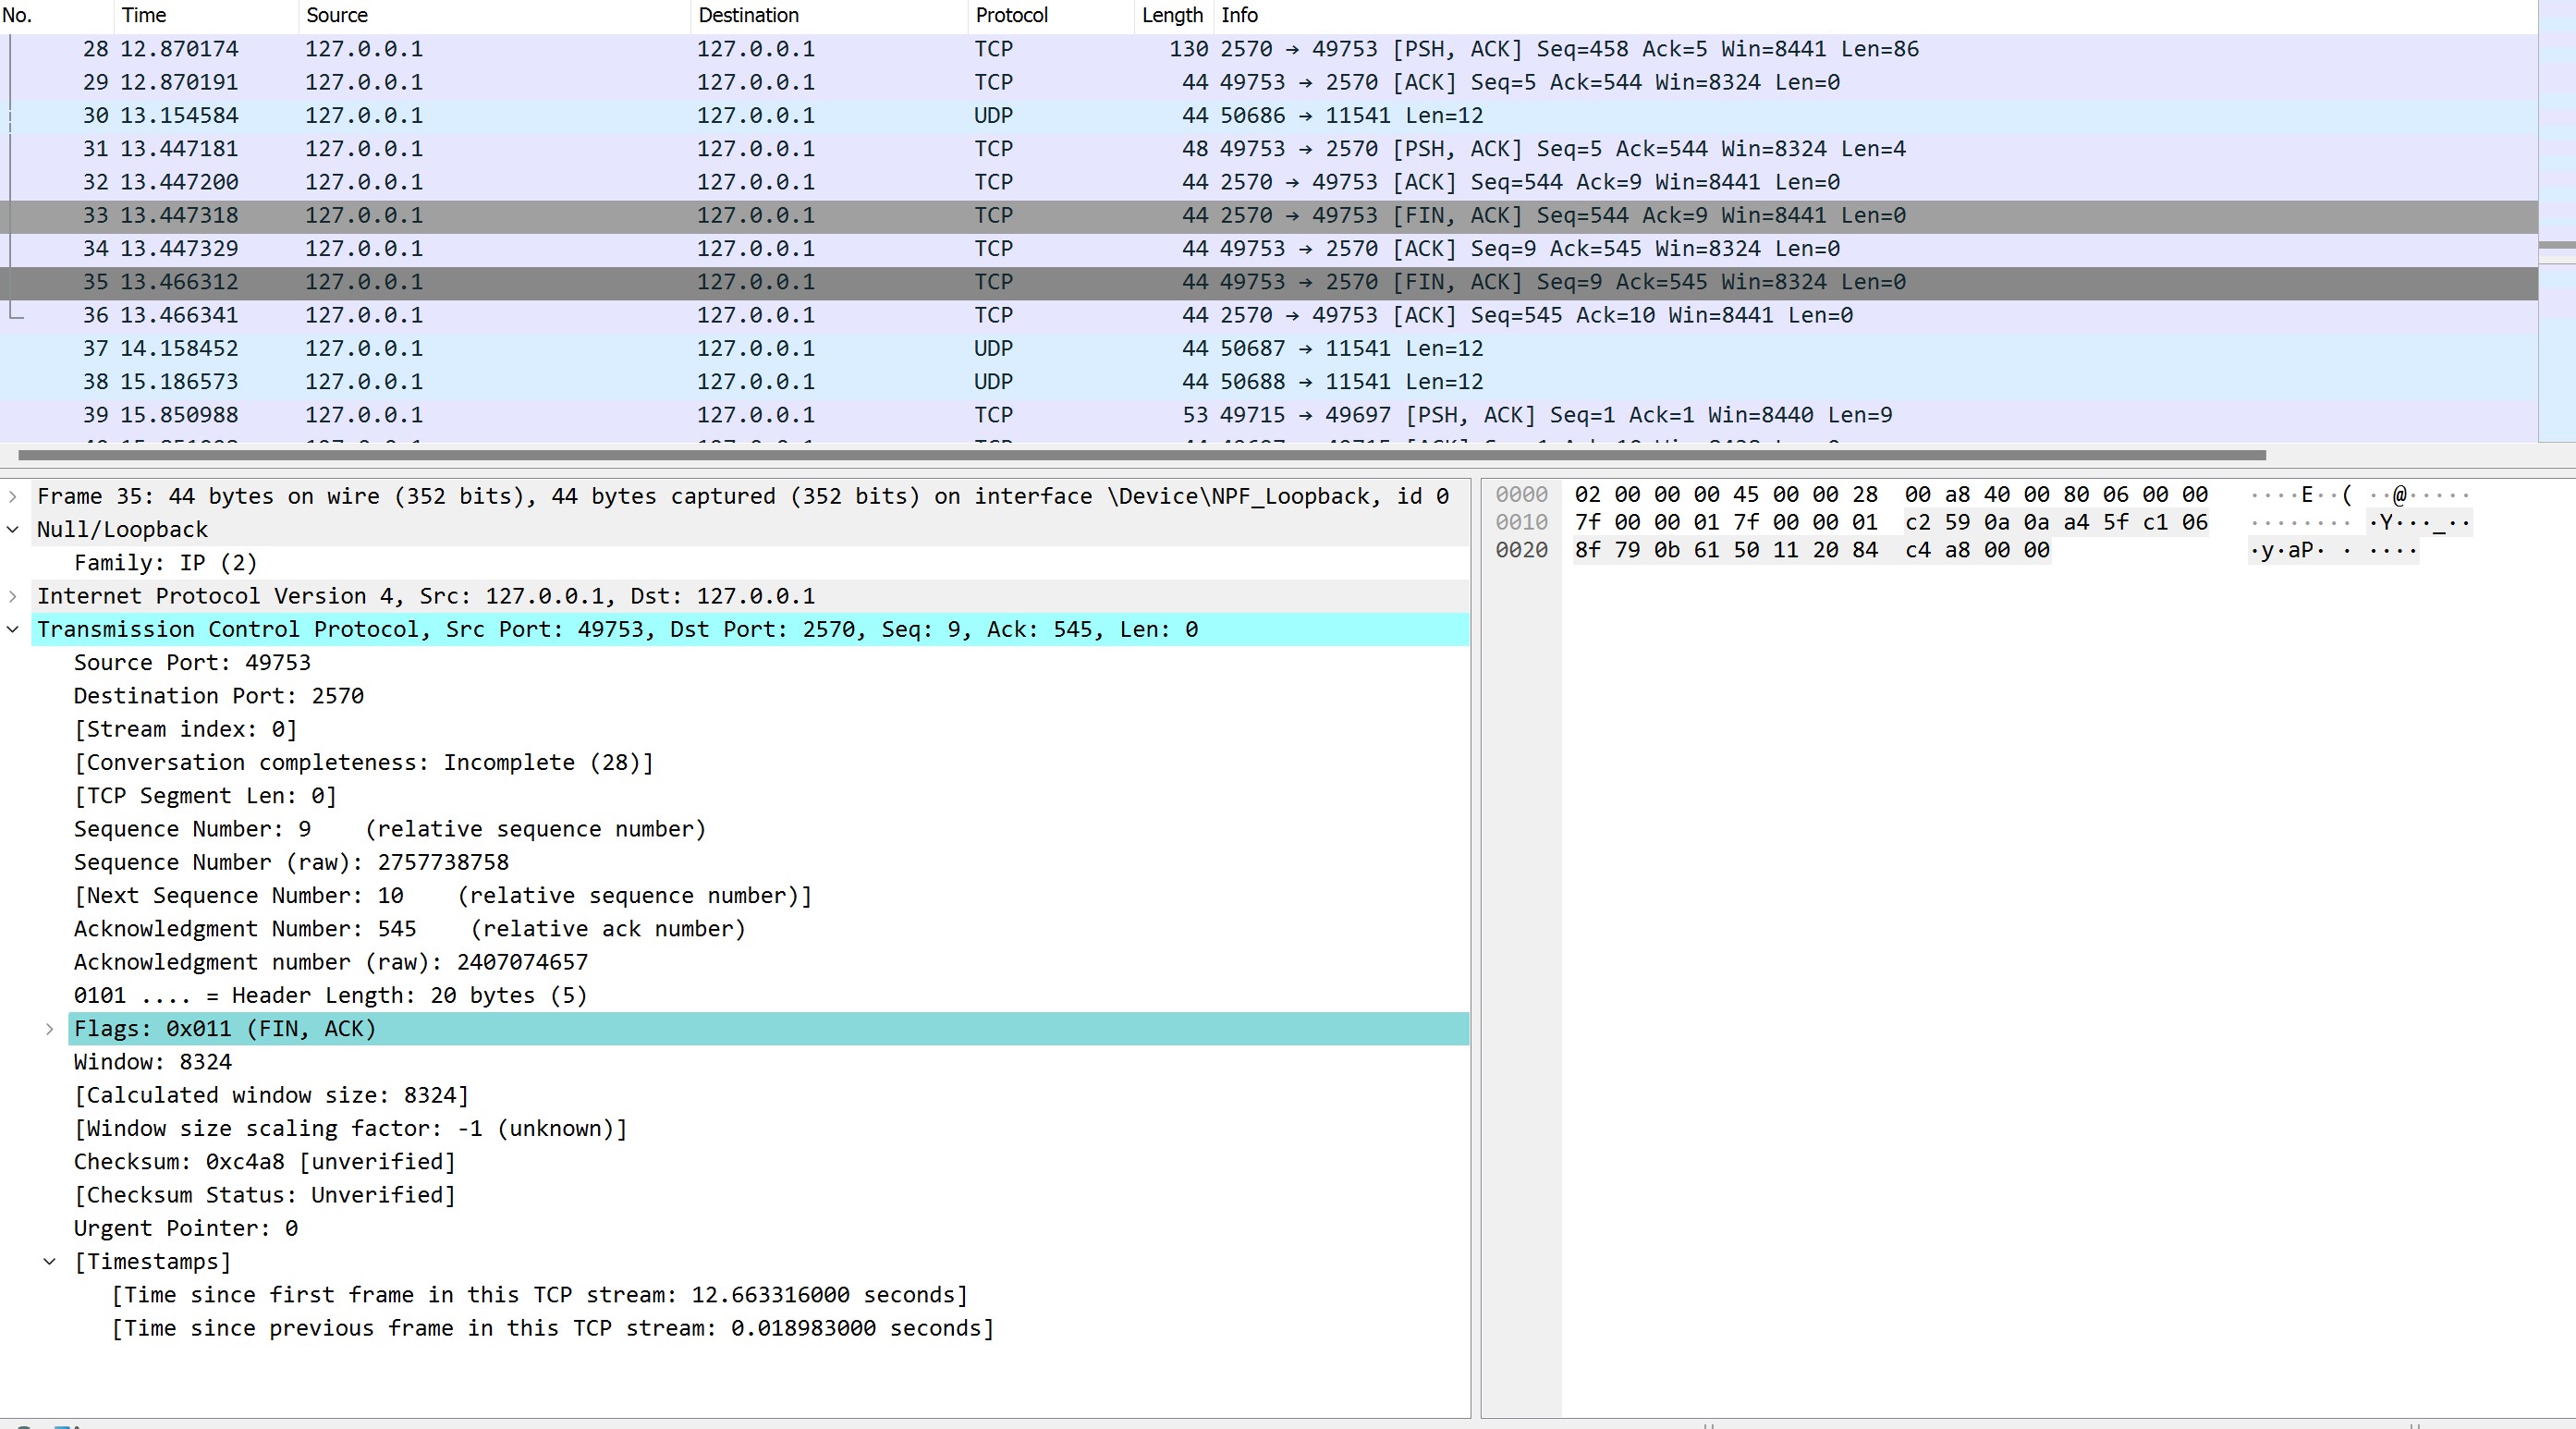 No. Time Source Destination Protocol Length Info
28 12.870174 127.0.0.1 127.0.0.1 TCP 130 2570 → 49753 [PSH, ACK] Seq=458 Ack=5 Win=8441 Len=86
29 12.870191 127.0.0.1 127.0.0.1 TCP 44 49753 → 2570 [ACK] Seq=5 Ack=544 Win=8324 Len=0
30 13.154584 127.0.0.1 127.0.0.1 UDP 44 50686 → 11541 Len=12
31 13.447181 127.0.0.1 127.0.0.1 TCP 48 49753 → 2570 [PSH, ACK] Seq=5 Ack=544 Win=8324 Len=4
32 13.447200 127.0.0.1 127.0.0.1 TCP 44 2570 → 49753 [ACK] Seq=544 Ack=9 Win=8441 Len=0
33 13.447318 127.0.0.1 127.0.0.1 TCP 44 2570 → 49753 [FIN, ACK] Seq=544 Ack=9 Win=8441 Len=0
34 13.447329 127.0.0.1 127.0.0.1 TCP 44 49753 → 2570 [ACK] Seq=9 Ack=545 Win=8324 Len=0
35 13.466312 127.0.0.1 127.0.0.1 TCP 44 49753 → 2570 [FIN, ACK] Seq=9 Ack=545 Win=8324 Len=0
36 13.466341 127.0.0.1 127.0.0.1 TCP 44 2570 → 49753 [ACK] Seq=545 Ack=10 Win=8441 Len=0
37 14.158452 127.0.0.1 127.0.0.1 UDP 44 50687 → 11541 Len=12
38 15.186573 127.0.0.1 127.0.0.1 UDP 44 50688 → 11541 Len=12
39 15.850988 127.0.0.1 127.0.0.1 TCP 53 49715 → 49697 [PSH, ACK] Seq=1 Ack=1 Win=8440 Len=9
Frame 35: 44 bytes on wire (352 bits), 44 bytes captured (352 bits) on interface \Device\NPF_Loopback, id 0
Null/Loopback
Family: IP (2)
Internet Protocol Version 4, Src: 127.0.0.1, Dst: 127.0.0.1
Transmission Control Protocol, Src Port: 49753, Dst Port: 2570, Seq: 9, Ack: 545, Len: 0
Source Port: 49753
Destination Port: 2570
[Stream index: 0]
[Conversation completeness: Incomplete (28)]
[TCP Segment Len: 0]
Sequence Number: 9    (relative sequence number)
Sequence Number (raw): 2757738758
[Next Sequence Number: 10    (relative sequence number)]
Acknowledgment Number: 545    (relative ack number)
Acknowledgment number (raw): 2407074657
0101 .... = Header Length: 20 bytes (5)
Flags: 0x011 (FIN, ACK)
Window: 8324
[Calculated window size: 8324]
[Window size scaling factor: -1 (unknown)]
Checksum: 0xc4a8 [unverified]
[Checksum Status: Unverified]
Urgent Pointer: 0
[Timestamps]
[Time since first frame in this TCP stream: 12.663316000 seconds]
[Time since previous frame in this TCP stream: 0.018983000 seconds]
0000 02 00 00 00 45 00 00 28 00 a8 40 00 80 06 00 00 ····E··( ··@·····
0010 7f 00 00 01 7f 00 00 01 c2 59 0a 0a a4 5f c1 06 ········ ·Y···_··
0020 8f 79 0b 61 50 11 20 84 c4 a8 00 00 ·y·aP· · ····